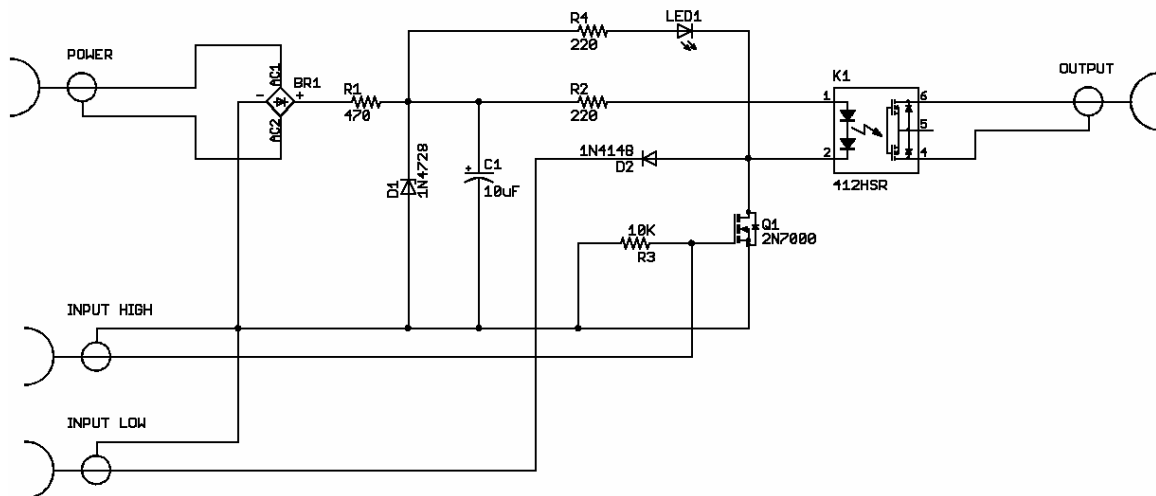 R4
220
LED1
POWER
AC1
BR1
-
+
AC2
R1
470
R2
220
K1
1
2
6
5
4
412HSR
OUTPUT
D1
1N4728
+
C1
10uF
1N4148
D2
10K
R3
Q1
2N7000
INPUT HIGH
INPUT LOW